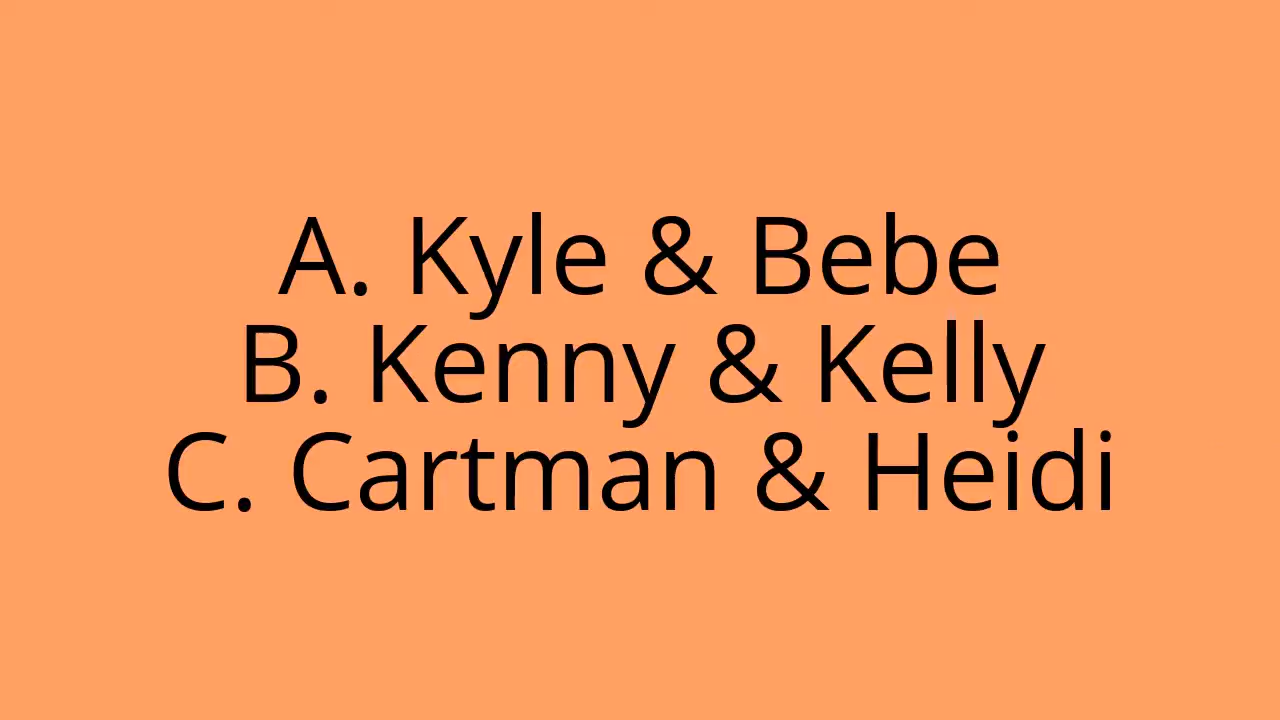 A. Kyle & Bebe
B. Kenny & Kelly
C. Cartman & Heidi